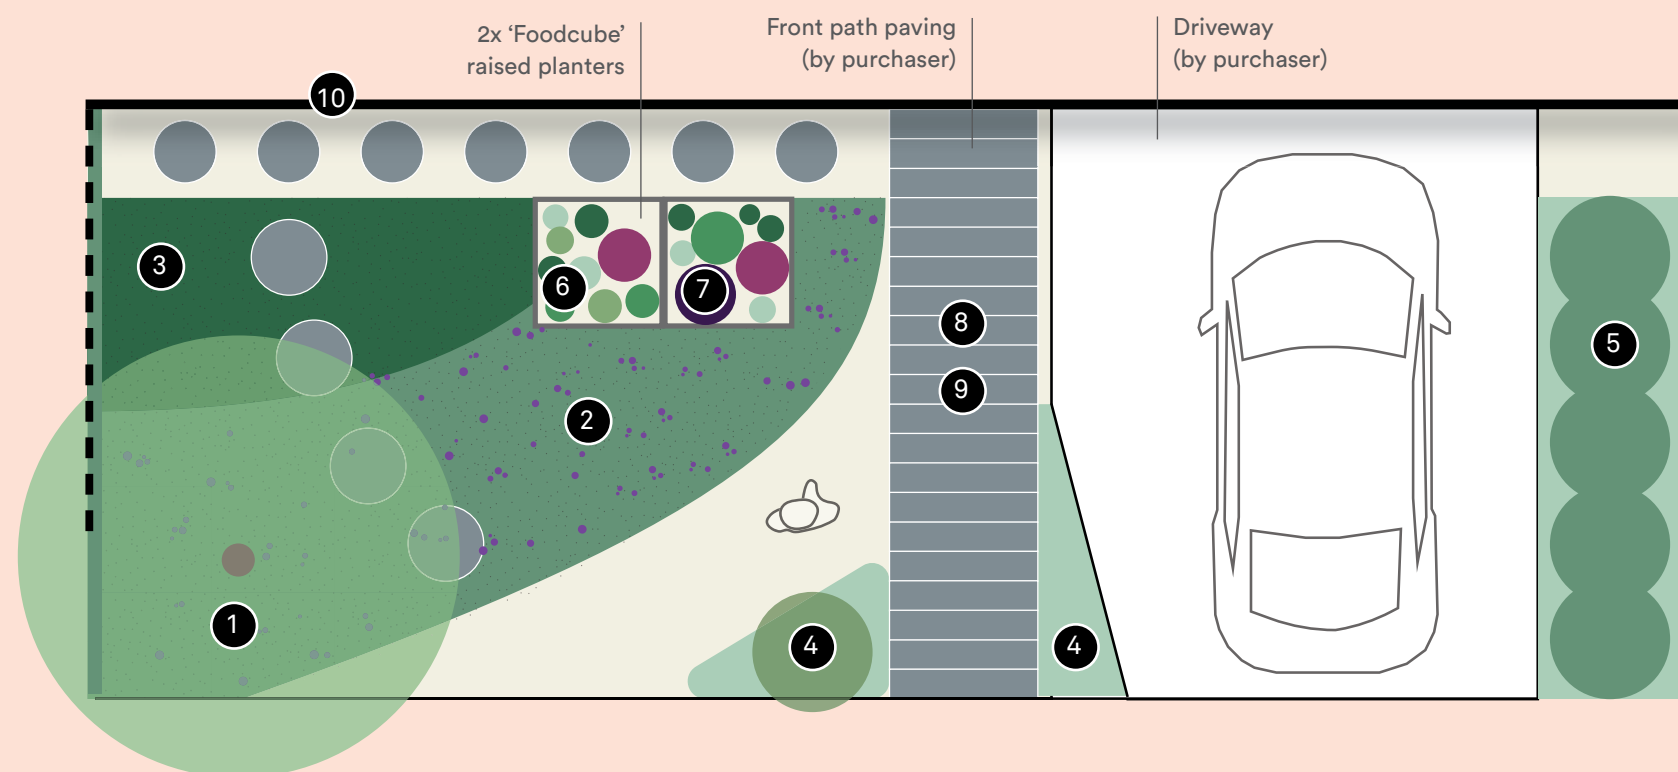 2x ‘Foodcube’
raised planters
Front path paving
(by purchaser)
Driveway
(by purchaser)
10
3
6
7
8
5
9
2
1
4
4